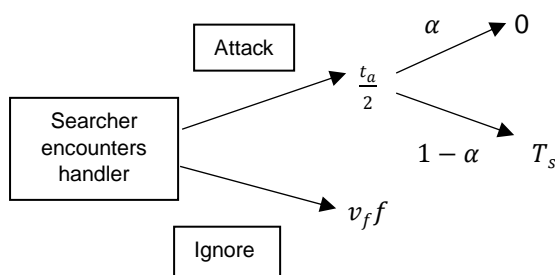 Attack
α
0
t_a/2
Searcher
encounters
handler
1 − α
T_s
v_f f
Ignore